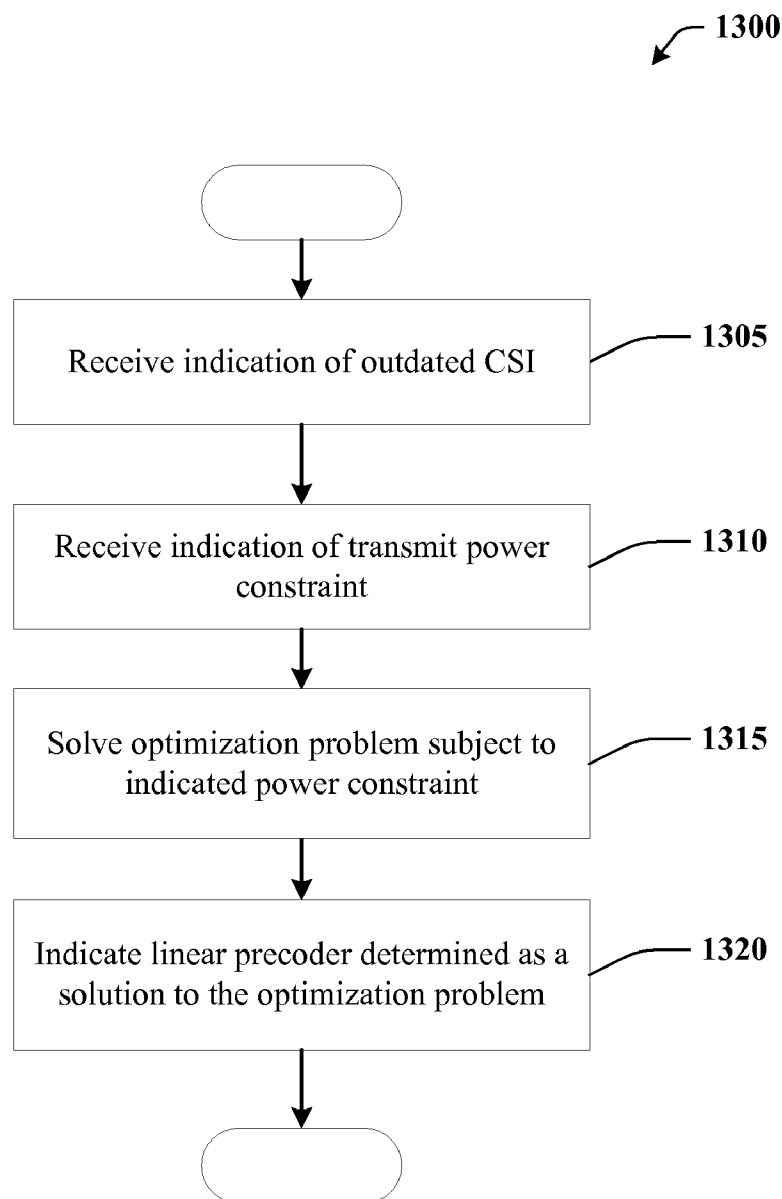 1300
Receive indication of outdated CSI
1305
Receive indication of transmit power
constraint
1310
Solve optimization problem subject to
indicated power constraint
1315
Indicate linear precoder determined as a
solution to the optimization problem
1320